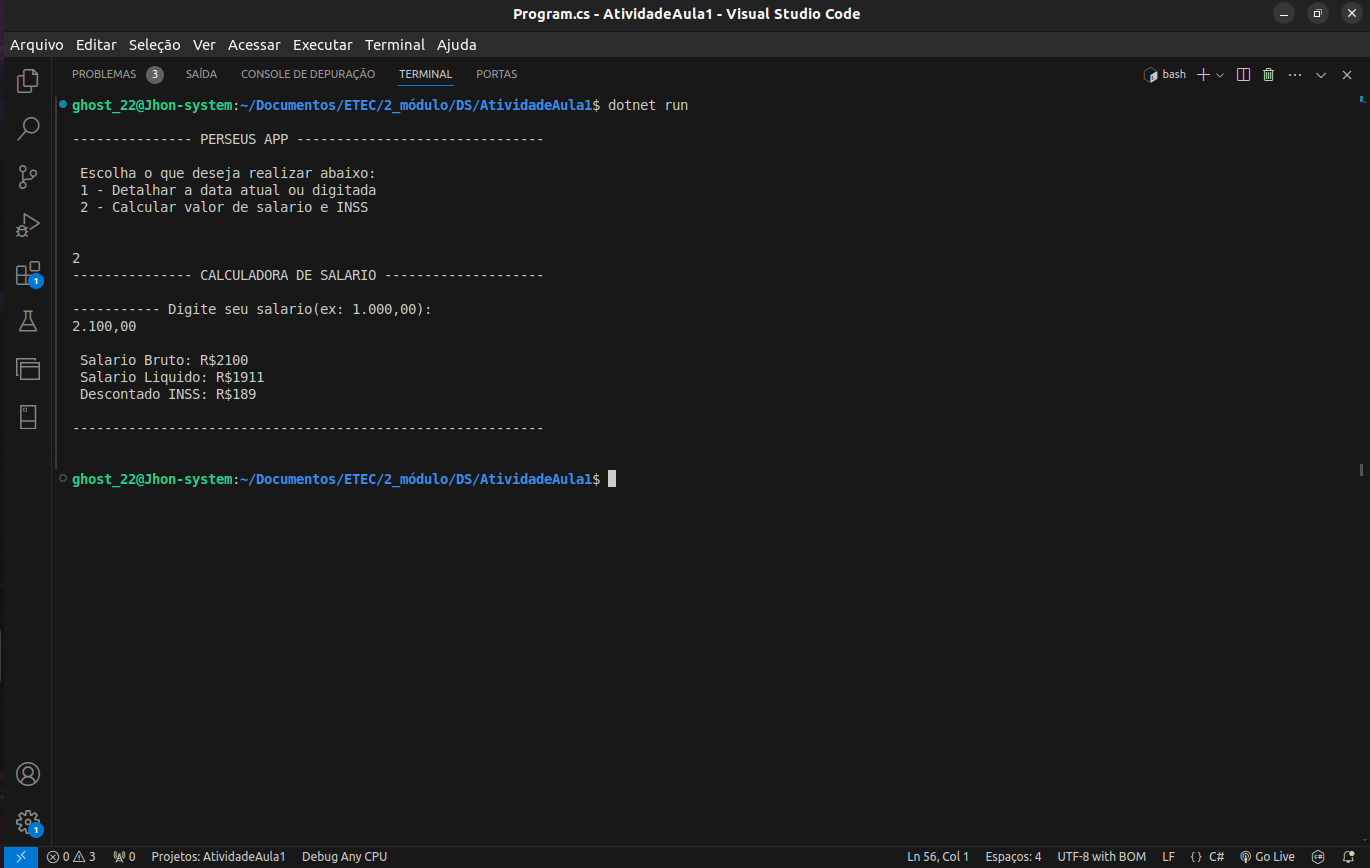 Program.cs - AtividadeAula1 - Visual Studio Code
Arquivo Editar Seleção Ver Acessar Executar Terminal Ajuda
PROBLEMAS 3 SAÍDA CONSOLE DE DEPURAÇÃO TERMINAL PORTAS
bash
ghost_22@Jhon-system:~/Documentos/ETEC/2_módulo/DS/AtividadeAula1$ dotnet run
--------------- PERSEUS APP -------------------------------
Escolha o que deseja realizar abaixo:
1 - Detalhar a data atual ou digitada
2 - Calcular valor de salario e INSS
2
--------------- CALCULADORA DE SALARIO --------------------
----------- Digite seu salario(ex: 1.000,00):
2.100,00
Salario Bruto: R$2100
Salario Liquido: R$1911
Descontado INSS: R$189
-----------------------------------------------------------
ghost_22@Jhon-system:~/Documentos/ETEC/2_módulo/DS/AtividadeAula1$
1
1
0 3 0 Projetos: AtividadeAula1 Debug Any CPU Ln 56, Col 1 Espaços: 4 UTF-8 with BOM LF {} C# Go Live